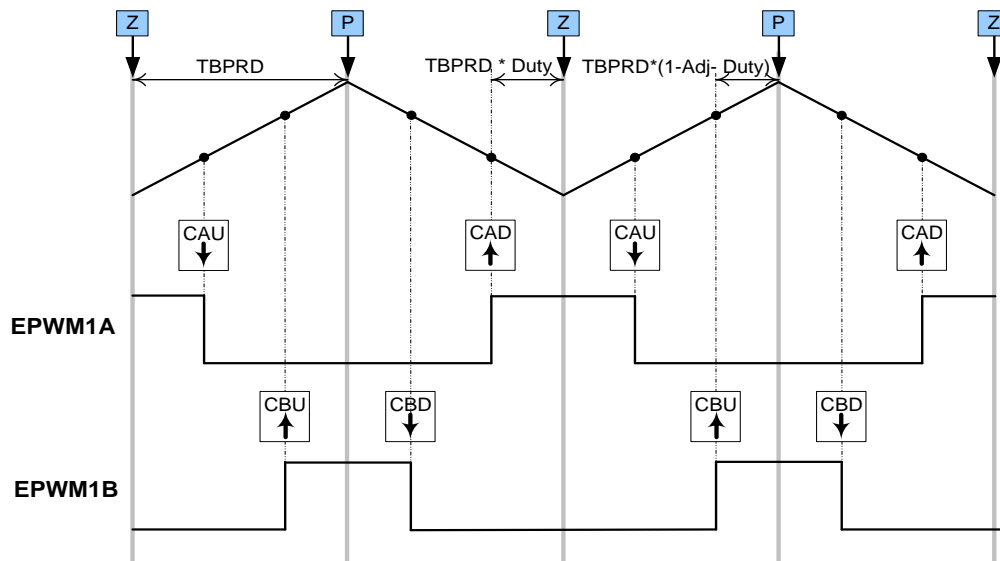 Z P Z P Z
TBPRD TBPRD * Duty TBPRD*(1-Adj- Duty)
CAU CAD CAU CAD
EPWM1A
CBU CBD CBU CBD
EPWM1B